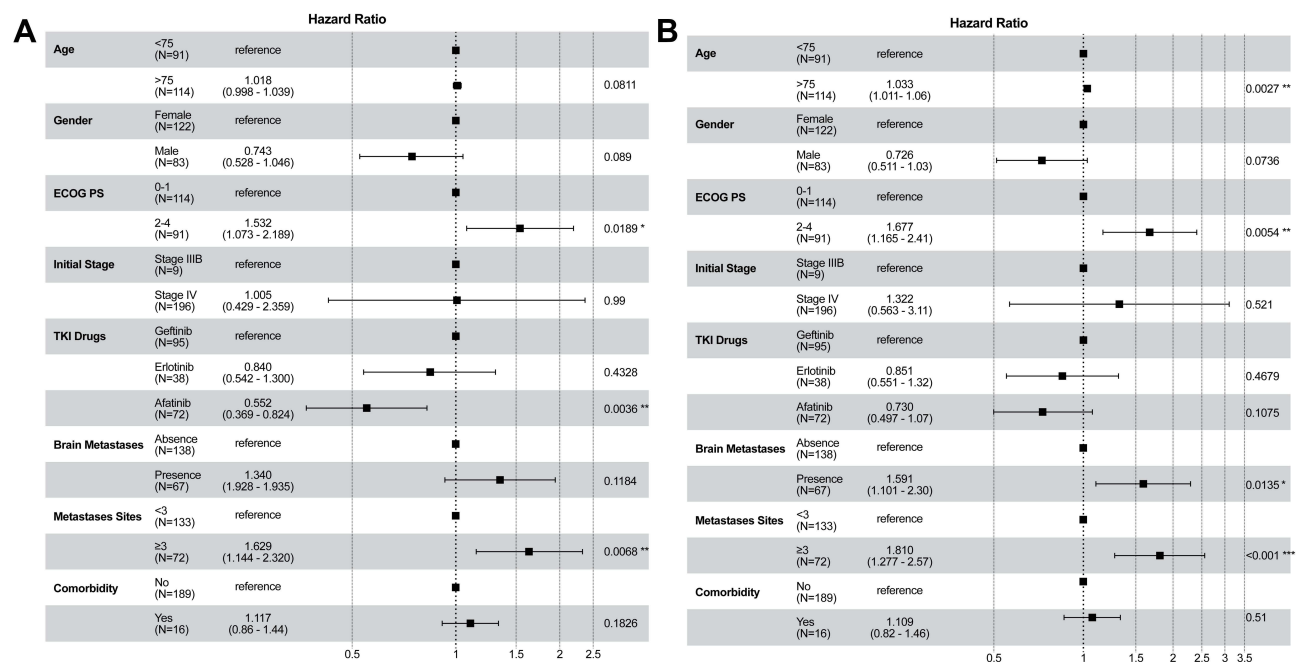 A
Hazard Ratio
Age
<75
(N=91)
reference
>75
(N=114)
1.018
(0.998 - 1.039)
0.0811
Gender
Female
(N=122)
reference
Male
(N=83)
0.743
(0.528 - 1.046)
0.089
ECOG PS
0-1
(N=114)
reference
2-4
(N=91)
1.532
(1.073 - 2.189)
0.0189 *
Initial Stage
Stage IIIB
(N=9)
reference
Stage IV
(N=196)
1.005
(0.429 - 2.359)
0.99
TKI Drugs
Geftinib
(N=95)
reference
Erlotinib
(N=38)
0.840
(0.542 - 1.300)
0.4328
Afatinib
(N=72)
0.552
(0.369 - 0.824)
0.0036 **
Brain Metastases
Absence
(N=138)
reference
Presence
(N=67)
1.340
(1.928 - 1.935)
0.1184
Metastases Sites
<3
(N=133)
reference
≥3
(N=72)
1.629
(1.144 - 2.320)
0.0068 **
Comorbidity
No
(N=189)
reference
Yes
(N=16)
1.117
(0.86 - 1.44)
0.1826
0.5 1 1.5 2 2.5
B
Hazard Ratio
Age
<75
(N=91)
reference
>75
(N=114)
1.033
(1.011- 1.06)
0.0027 **
Gender
Female
(N=122)
reference
Male
(N=83)
0.726
(0.511 - 1.03)
0.0736
ECOG PS
0-1
(N=114)
reference
2-4
(N=91)
1.677
(1.165 - 2.41)
0.0054 **
Initial Stage
Stage IIIB
(N=9)
reference
Stage IV
(N=196)
1.322
(0.563 - 3.11)
0.521
TKI Drugs
Geftinib
(N=95)
reference
Erlotinib
(N=38)
0.851
(0.551 - 1.32)
0.4679
Afatinib
(N=72)
0.730
(0.497 - 1.07)
0.1075
Brain Metastases
Absence
(N=138)
reference
Presence
(N=67)
1.591
(1.101 - 2.30)
0.0135 *
Metastases Sites
<3
(N=133)
reference
≥3
(N=72)
1.810
(1.277 - 2.57)
<0.001 ***
Comorbidity
No
(N=189)
reference
Yes
(N=16)
1.109
(0.82 - 1.46)
0.51
0.5 1 1.5 2 2.5 3 3.5